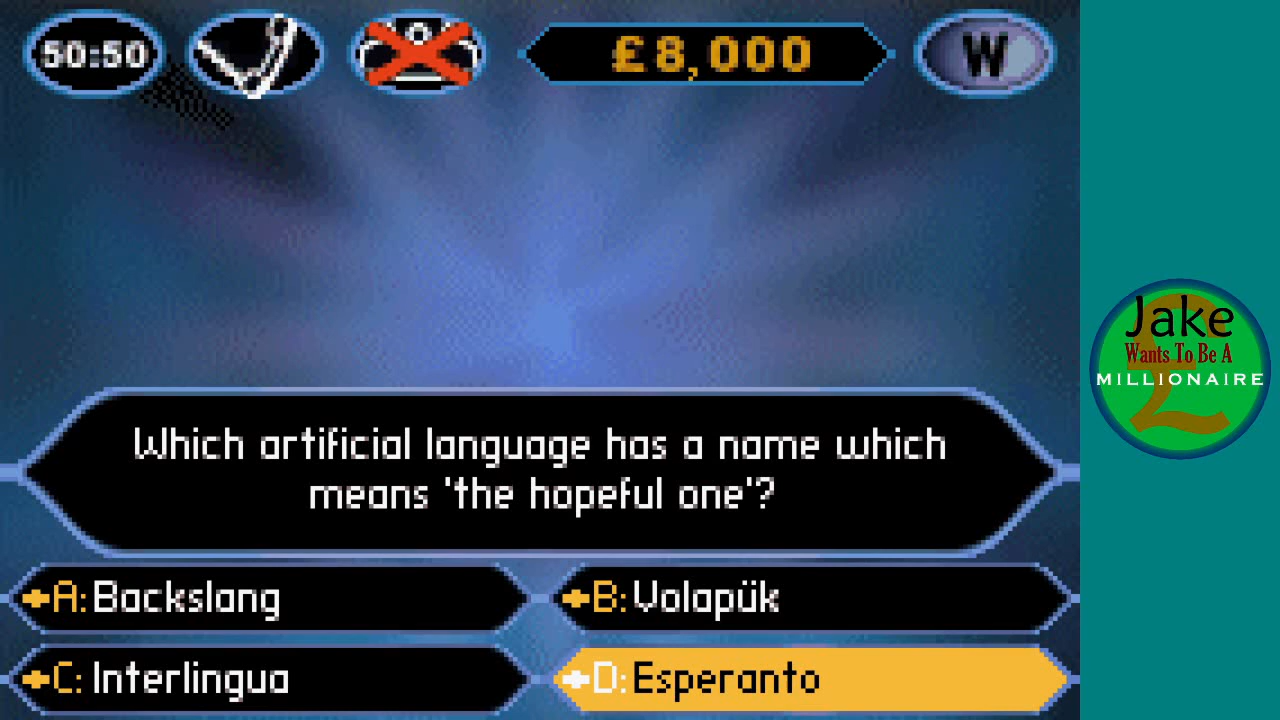 50:50
£8,000
W
Jake
Wants To Be A
MILLIONAIRE
Which artificial language has a name which
means 'the hopeful one'?
A: Backslang
B: Volapük
C: Interlingua
D: Esperanto